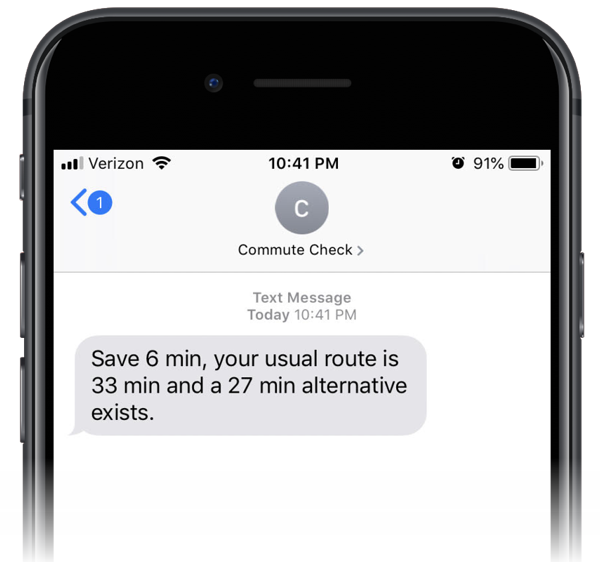 Verizon 10:41 PM 91%
1
C
Commute Check
Text Message
Today 10:41 PM
Save 6 min, your usual route is
33 min and a 27 min alternative
exists.